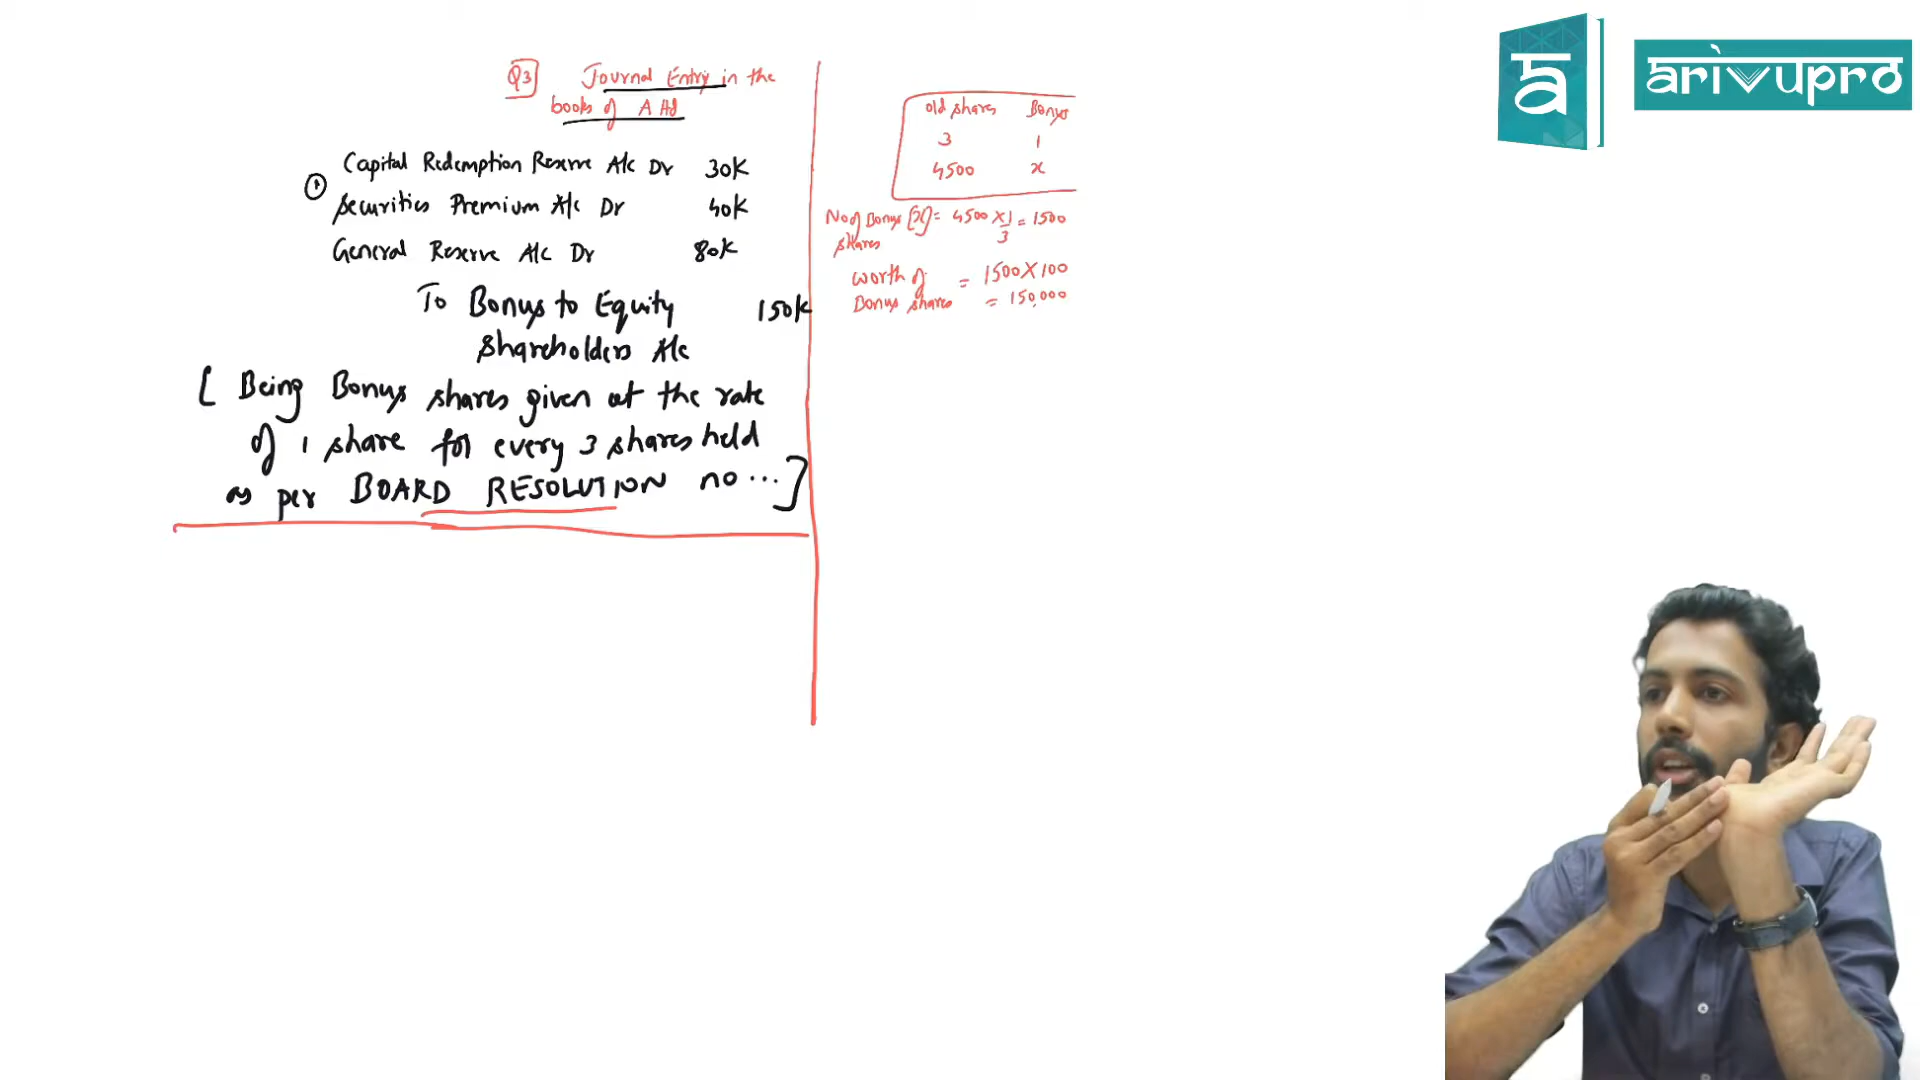 Q3 Journal Entry in the
books of A ltd
Capital Redemption Reserve A/c Dr 30K
①
Securities Premium A/c Dr 40K
General Reserve A/c Dr 80K
To Bonus to Equity 150K
Shareholders A/c
[ Being Bonus shares given at the rate
of 1 share for every 3 shares held
as per BOARD RESOLUTION no ... ]
old shares Bonus
3 1
4500 x
No of Bonus [x] = 4500 X 1/3 = 1500
shares
worth of = 1500 X 100
Bonus shares = 150,000
a
arivupro